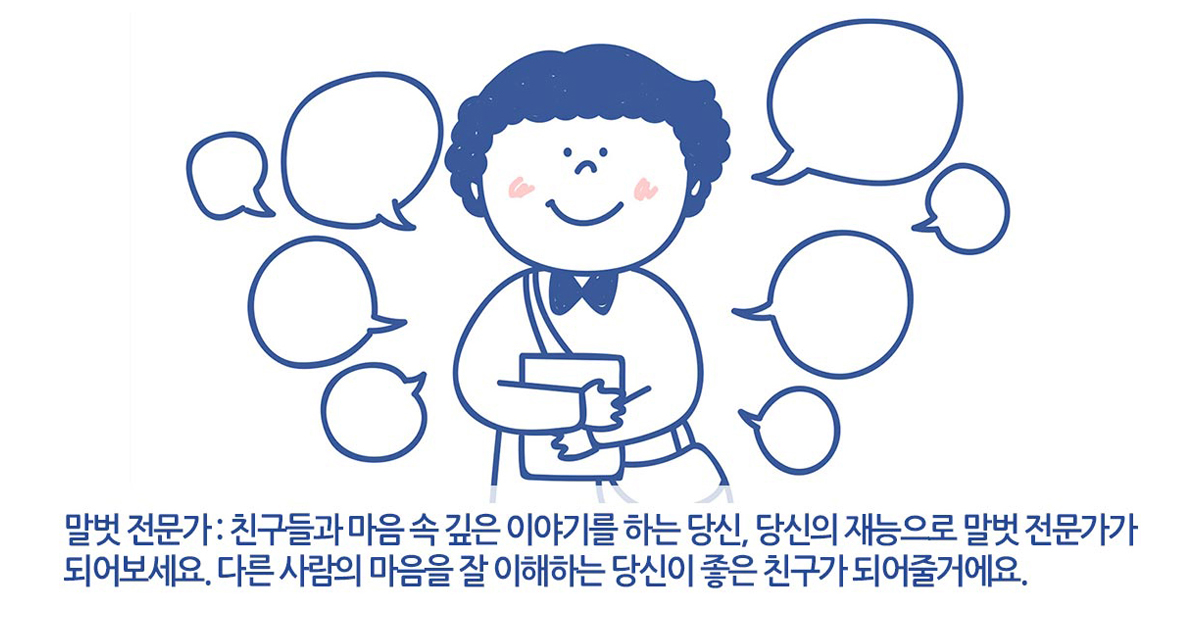 말벗 전문가 : 친구들과 마음 속 깊은 이야기를 하는 당신, 당신의 재능으로 말벗 전문가가
되어보세요. 다른 사람의 마음을 잘 이해하는 당신이 좋은 친구가 되어줄거에요.